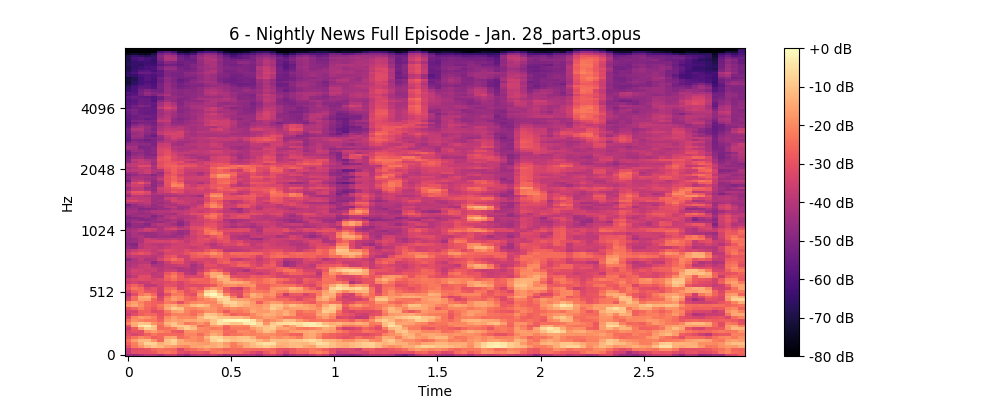 6 - Nightly News Full Episode - Jan. 28_part3.opus
Hz
4096
2048
1024
512
0
0
0.5
1
1.5
2
2.5
Time
+0 dB
-10 dB
-20 dB
-30 dB
-40 dB
-50 dB
-60 dB
-70 dB
-80 dB